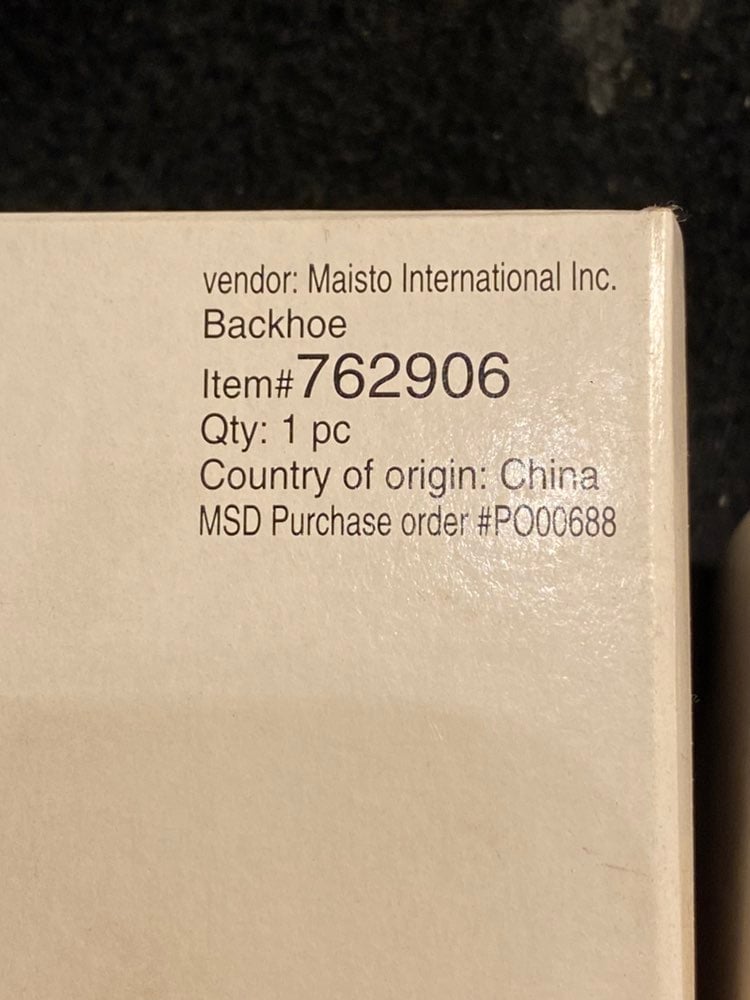 vendor: Maisto International Inc.
Backhoe
Item#762906
Qty: 1 pc
Country of origin: China
MSD Purchase order #PO00688